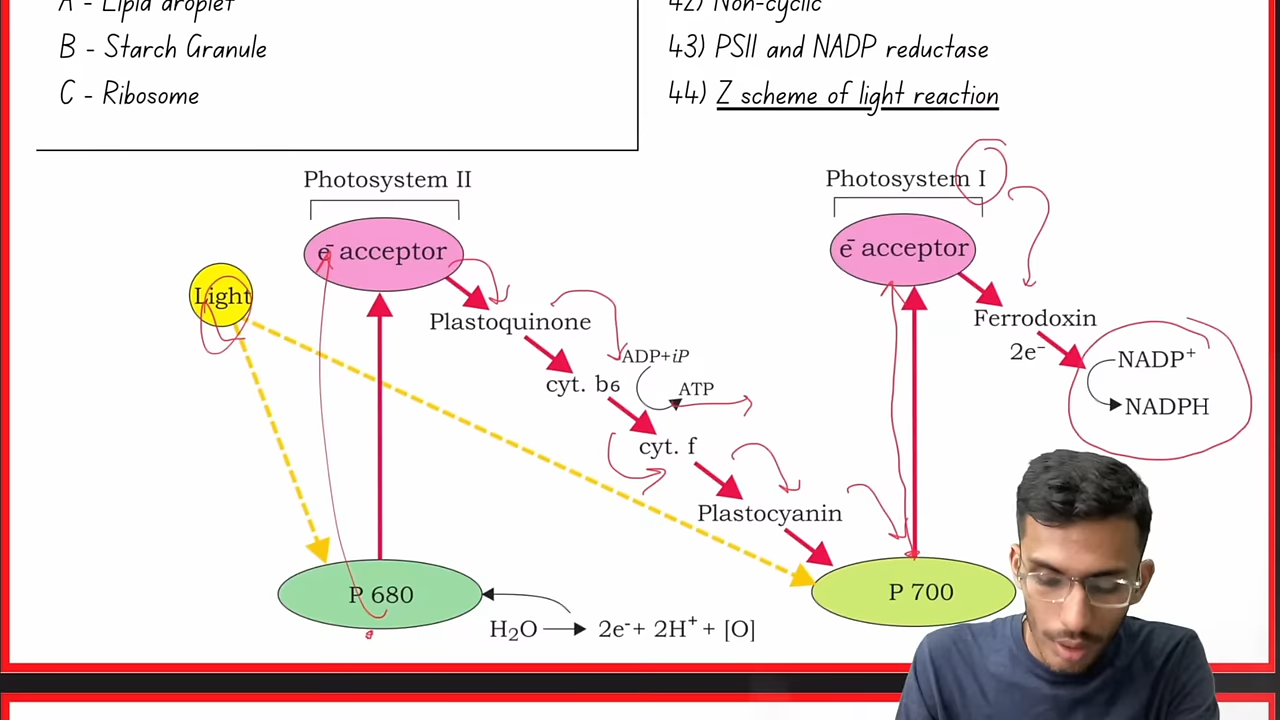 A - Lipid droplet
B - Starch Granule
C - Ribosome
42) Non-cyclic
43) PSII and NADP reductase
44) Z scheme of light reaction
Photosystem II
Photosystem I
e⁻ acceptor
e⁻ acceptor
Light
Plastoquinone
Ferrodoxin
2e⁻
NADP⁺
NADPH
ADP+iP
ATP
cyt. b6
cyt. f
Plastocyanin
P 680
P 700
H₂O → 2e⁻ + 2H⁺ + [O]